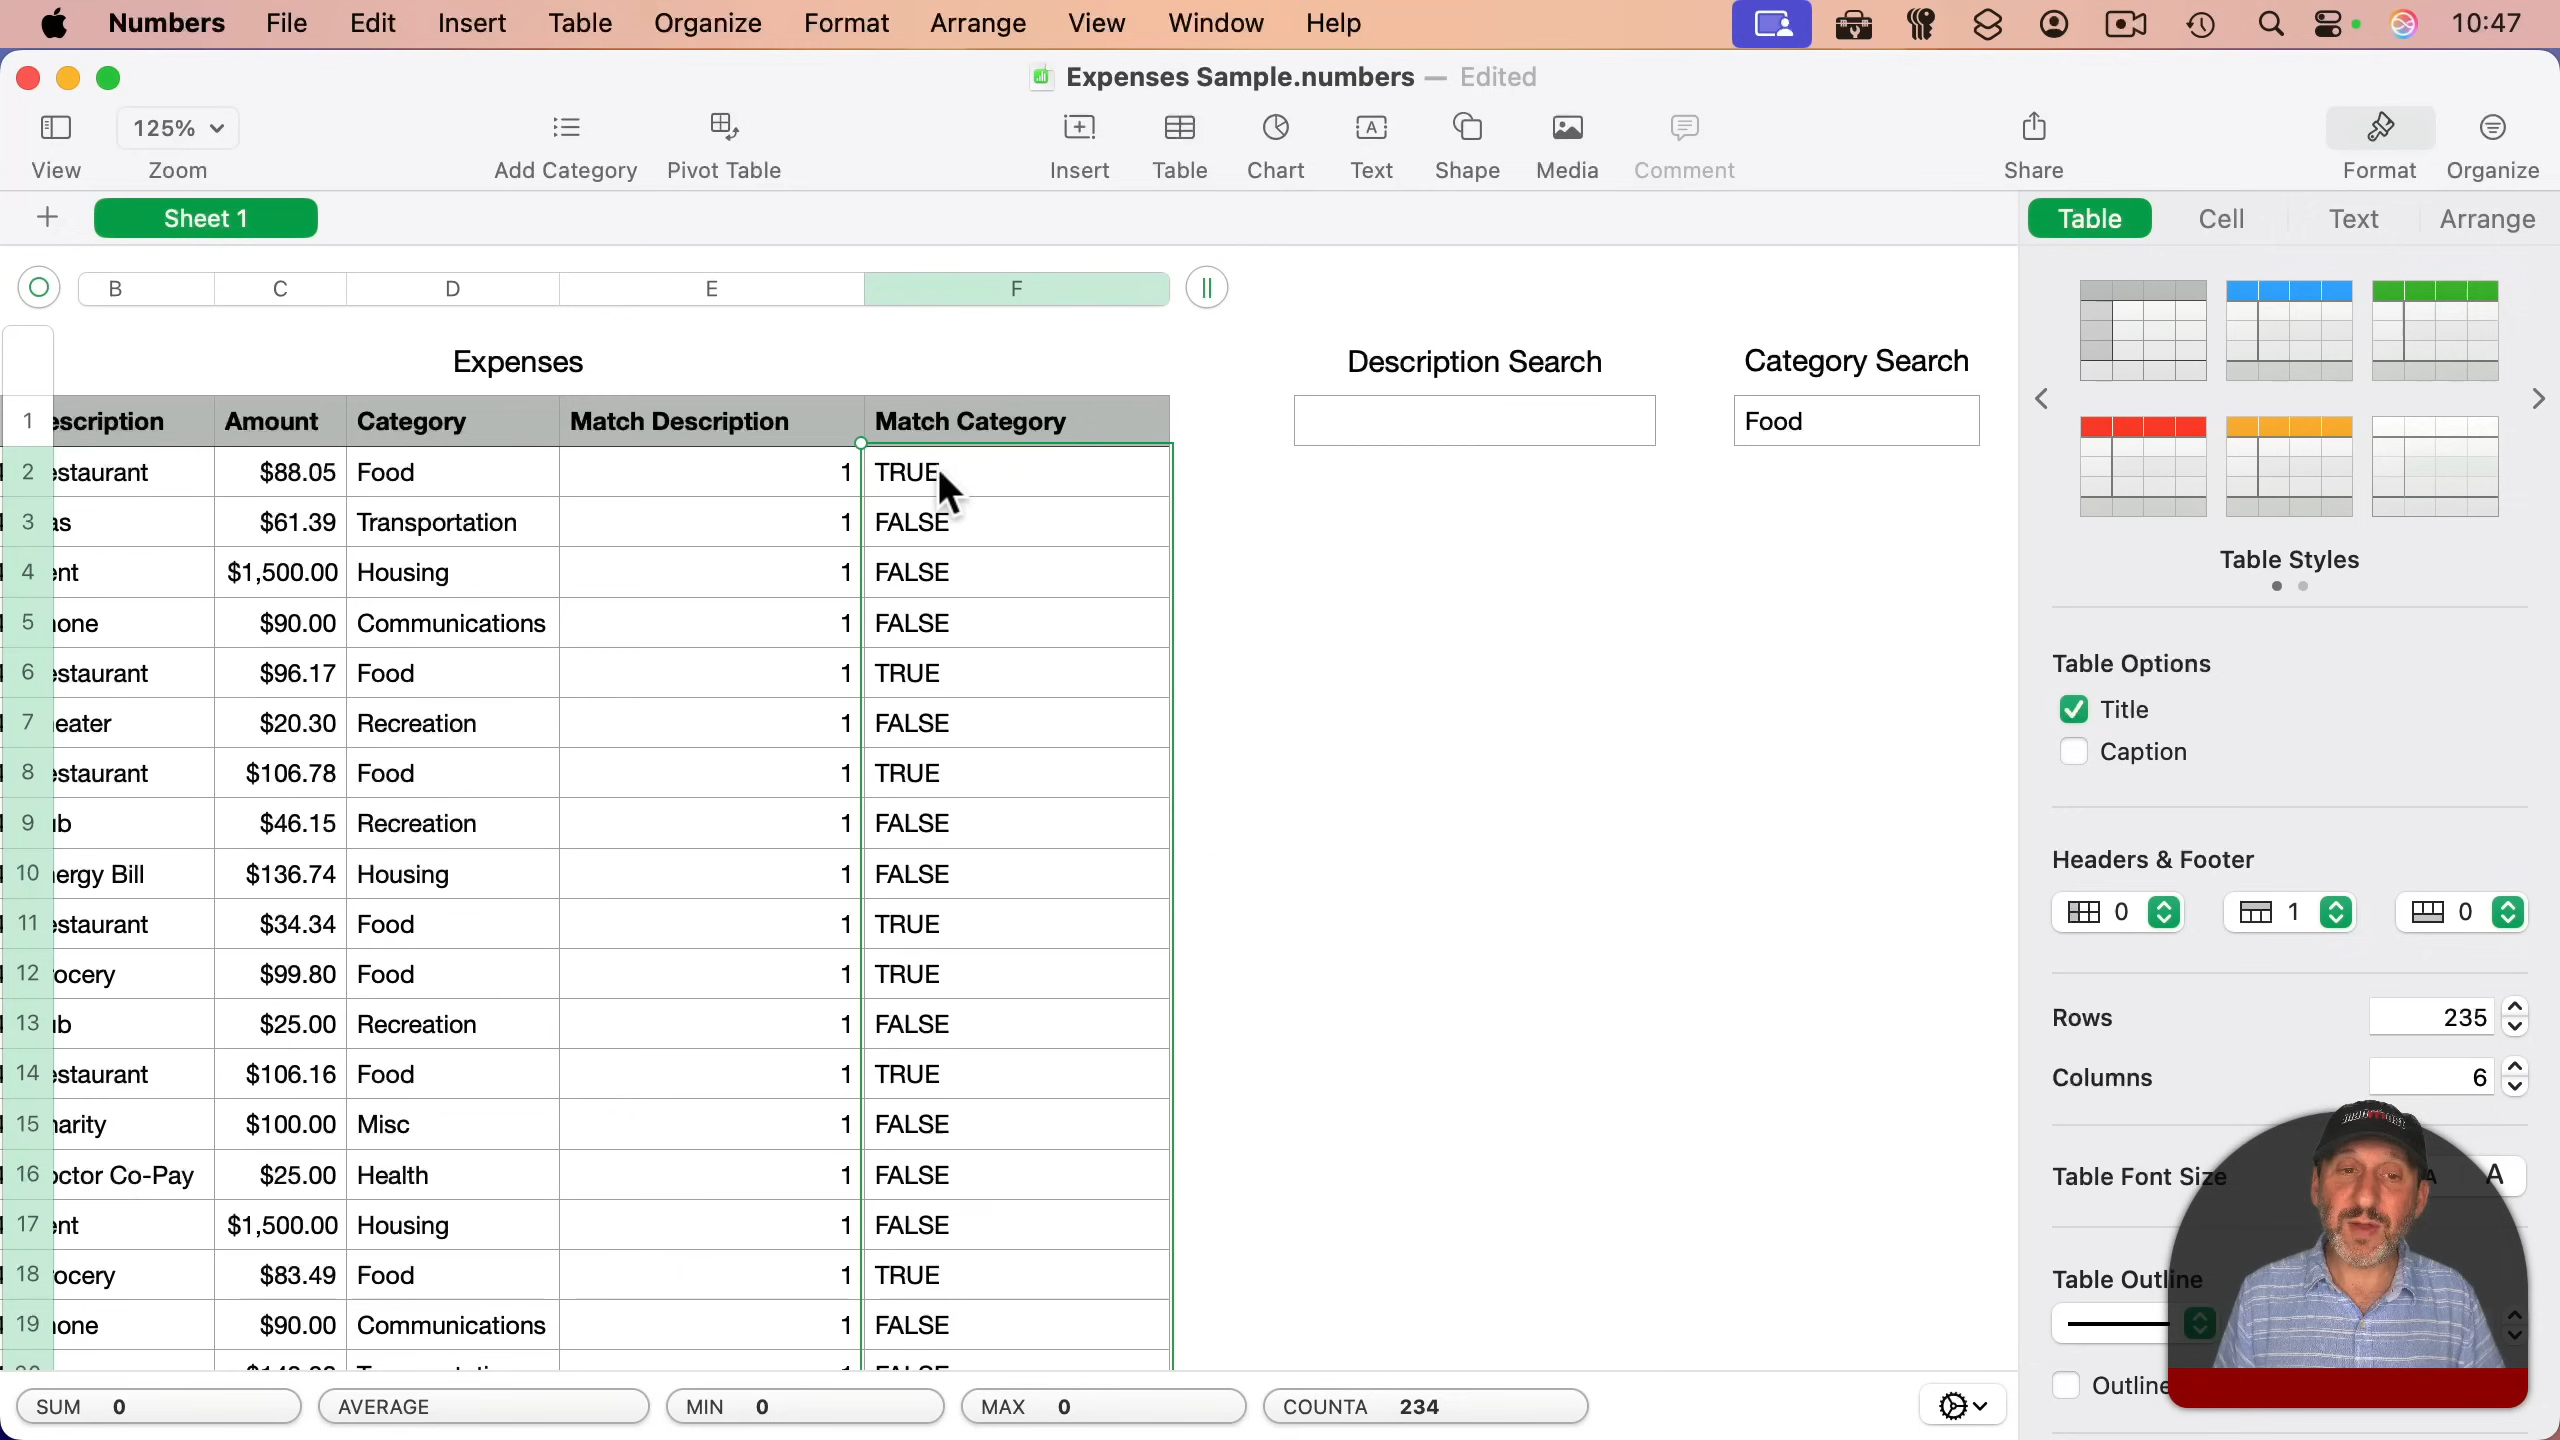 Numbers File Edit Insert Table Organize Format Arrange View Window Help 10:47
Expenses Sample.numbers — Edited
125%
View Zoom Add Category Pivot Table Insert Table Chart Text Shape Media Comment Share Format Organize
Sheet 1
Table Cell Text Arrange
B C D E F
Expenses
Description Search Category Search
1 escription Amount Category Match Description Match Category
Food
2 estaurant $88.05 Food 1 TRUE
3 as $61.39 Transportation 1 FALSE
4 ent $1,500.00 Housing 1 FALSE
5 one $90.00 Communications 1 FALSE
6 estaurant $96.17 Food 1 TRUE
7 eater $20.30 Recreation 1 FALSE
8 estaurant $106.78 Food 1 TRUE
9 ub $46.15 Recreation 1 FALSE
10 ergy Bill $136.74 Housing 1 FALSE
11 estaurant $34.34 Food 1 TRUE
12 ocery $99.80 Food 1 TRUE
13 ub $25.00 Recreation 1 FALSE
14 estaurant $106.16 Food 1 TRUE
15 arity $100.00 Misc 1 FALSE
16 octor Co-Pay $25.00 Health 1 FALSE
17 ent $1,500.00 Housing 1 FALSE
18 ocery $83.49 Food 1 TRUE
19 one $90.00 Communications 1 FALSE
Table Styles
Table Options
Title
Caption
Headers & Footer
0 1 0
Rows 235
Columns 6
Table Font Size A A
Table Outline
Outline
SUM 0 AVERAGE MIN 0 MAX 0 COUNTA 234